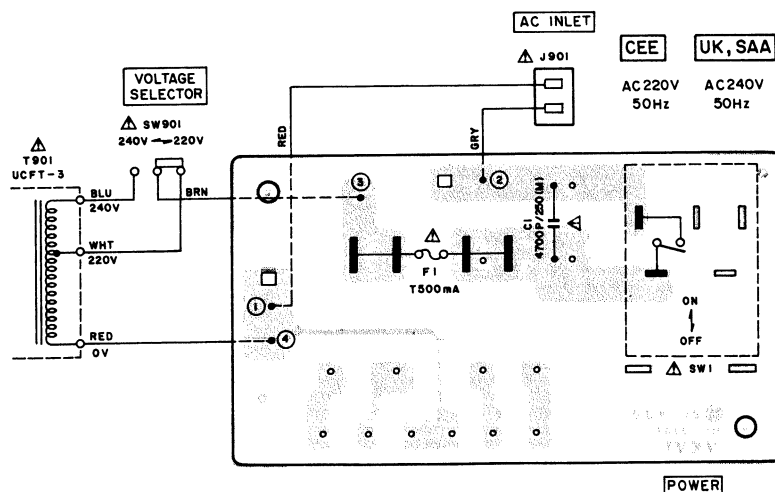 AC INLET
J901
CEE
UK, SAA
AC220V
50Hz
AC240V
50Hz
VOLTAGE
SELECTOR
SW901
240V 220V
T901
UCFT-3
BLU
240V
BRN
WHT
220V
RED
0V
RED
GRY
1
2
3
4
F1
T500mA
C1
4700P/250(M)
ON
OFF
SW1
POWER